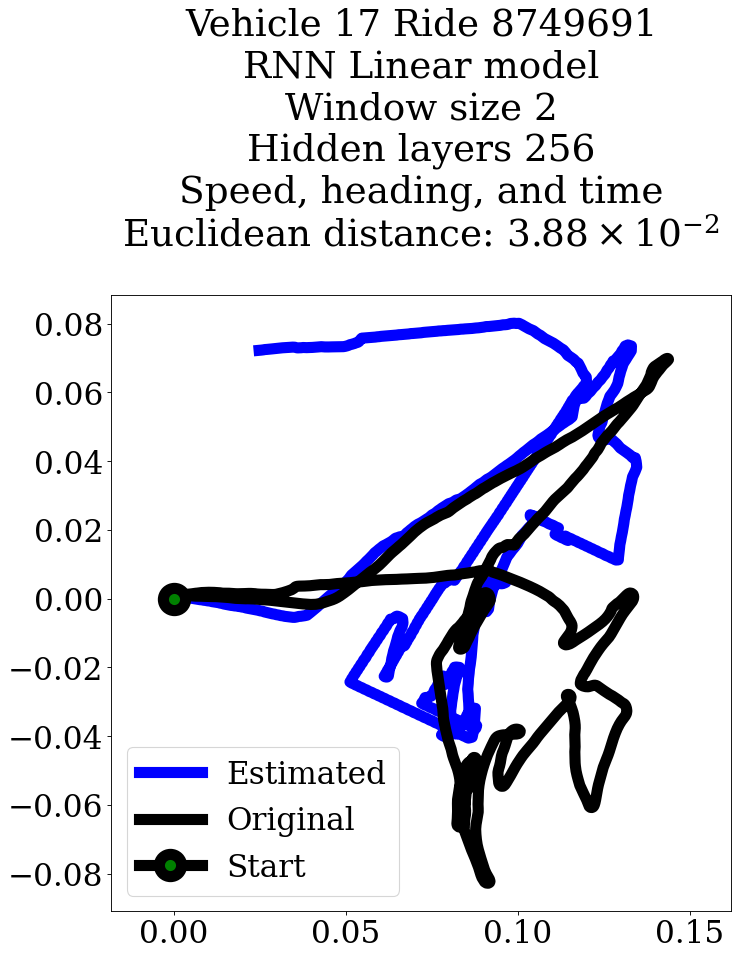 Vehicle 17 Ride 8749691
RNN Linear model
Window size 2
Hidden layers 256
Speed, heading, and time
Euclidean distance: 3.88 × 10⁻²
0.08
0.06
0.04
0.02
0.00
−0.02
−0.04
−0.06
−0.08
Estimated
Original
Start
0.00 0.05 0.10 0.15